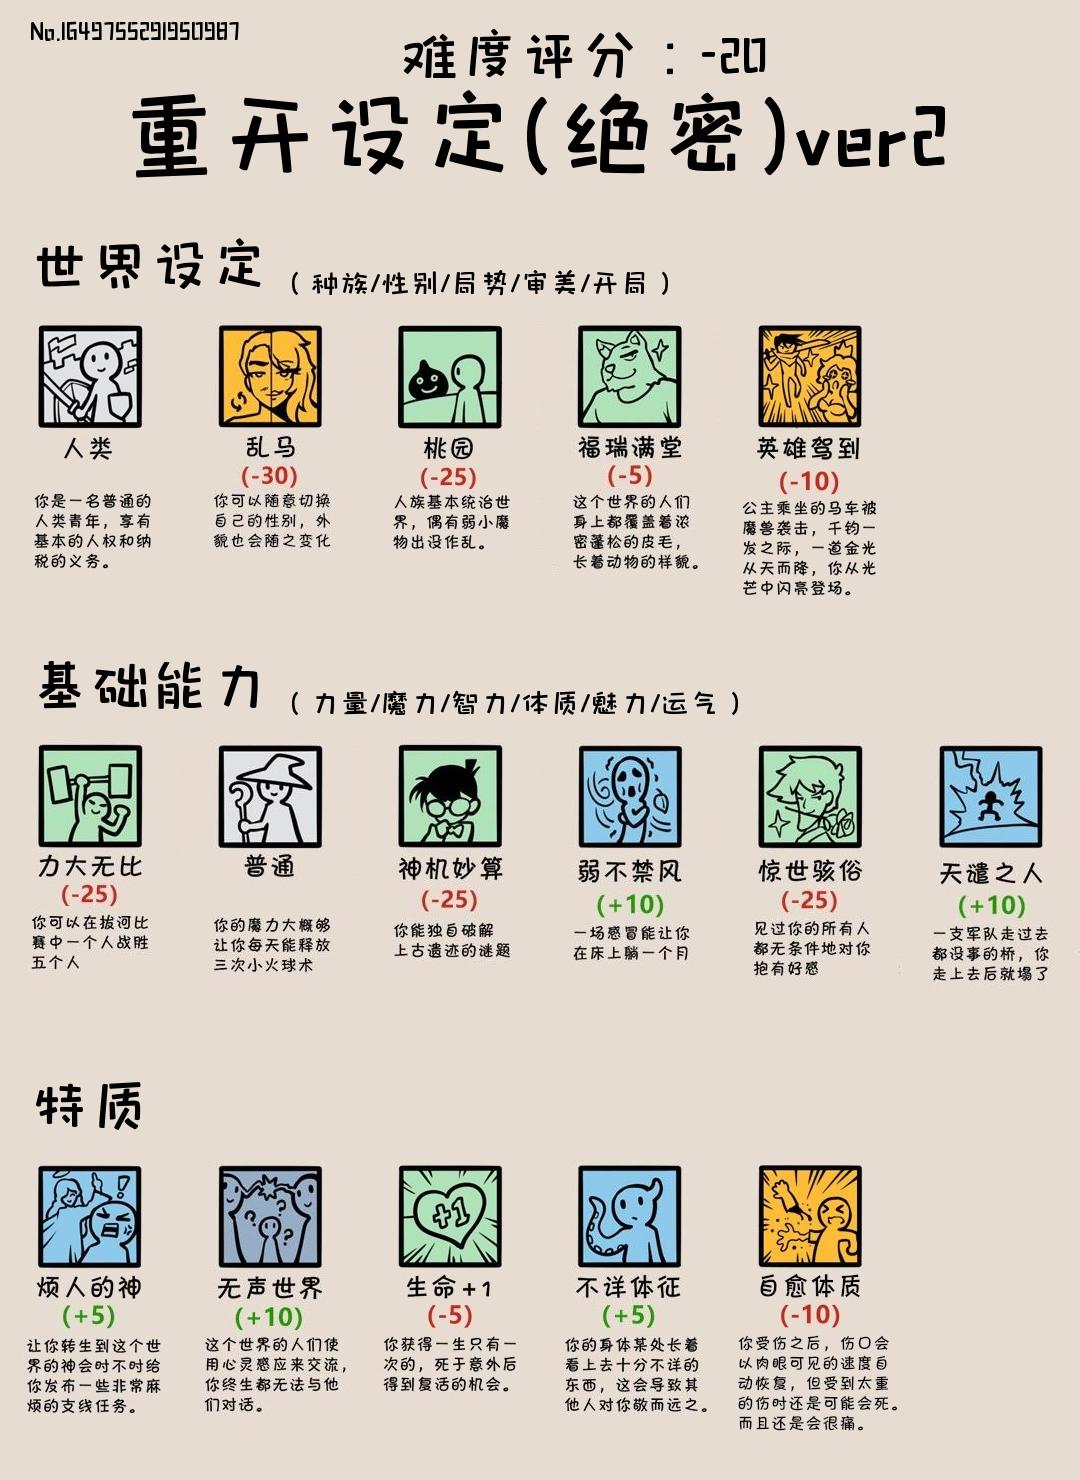 No.1649755291950987
难度评分：-20
重开设定(绝密)ver2
世界设定（种族/性别/局势/审美/开局）
人类
你是一名普通的
人类青年，享有
基本的人权和纳
税的义务。
乱马
(-30)
你可以随意切换
自己的性别，外
貌也会随之变化
桃园
(-25)
人族基本统治世
界，偶有弱小魔
物出设作乱。
福瑞满堂
(-5)
这个世界的人们
身上都覆盖着浓
密蓬松的皮毛，
长着动物的样貌。
英雄驾到
(-10)
公主乘坐的马车被
魔兽袭击，千钧一
发之际，一道金光
从天而降，你从光
芒中闪亮登场。
基础能力（力量/魔力/智力/体质/魅力/运气）
力大无比
(-25)
你可以在拔河比
赛中一个人战胜
五个人
普通
你的魔力大概够
让你每天能释放
三次小火球术
神机妙算
(-25)
你能独自破解
上古遗迹的谜题
弱不禁风
(+10)
一场感冒能让你
在床上躺一个月
惊世骇俗
(-25)
见过你的所有人
都无条件地对你
抱有好感
天谴之人
(+10)
一支军队走过去
都没事的桥，你
走上去后就塌了
特质
烦人的神
(+5)
让你转生到这个世
界的神会时不时给
你发布一些非常麻
烦的支线任务。
无声世界
(+10)
这个世界的人们使
用心灵感应来交流，
你终生都无法与他
们对话。
+1
生命+1
(-5)
你获得一生只有一
次的，死于意外后
得到复活的机会。
不详体征
(+5)
你的身体某处长着
看上去十分不详的
东西，这会导致其
他人对你敬而远之。
自愈体质
(-10)
你受伤之后，伤口会
以肉眼可见的速度自
动恢复，但受到太重
的伤时还是可能会死。
而且还是会很痛。